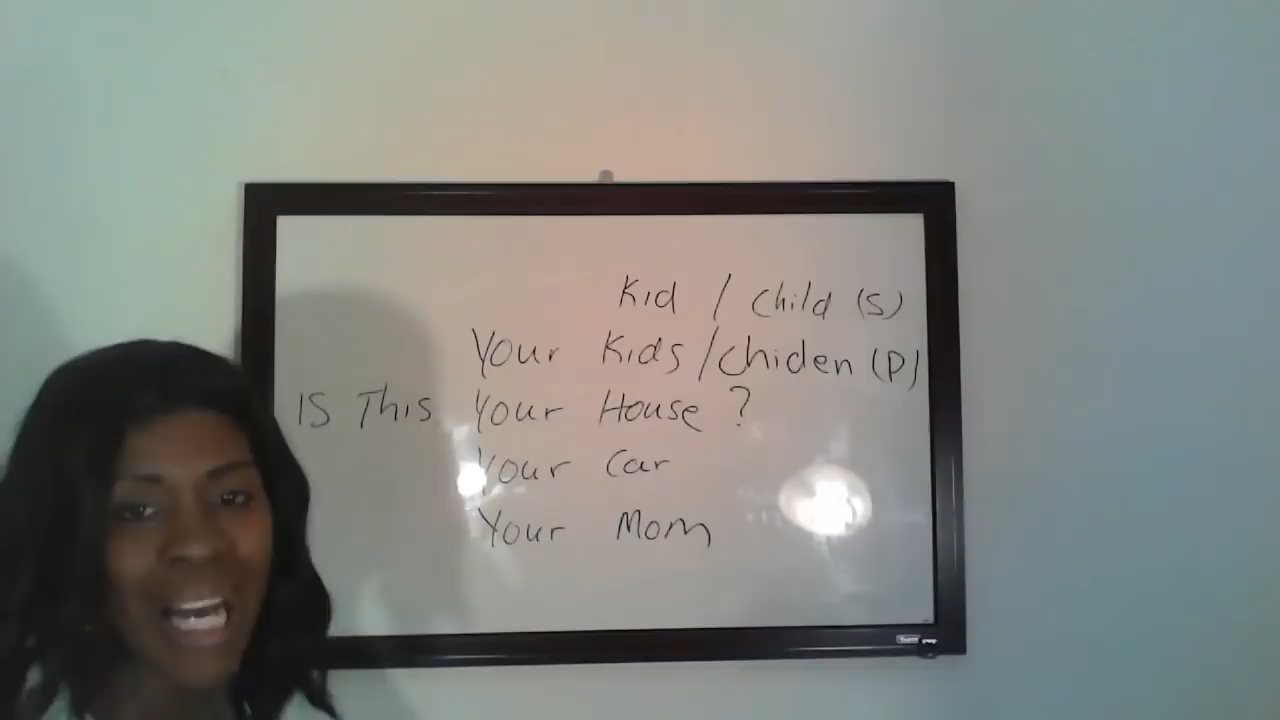 Kid / Child (S)
Your Kids/Chiden (P)
Is This Your House ?
Your Car
Your Mom